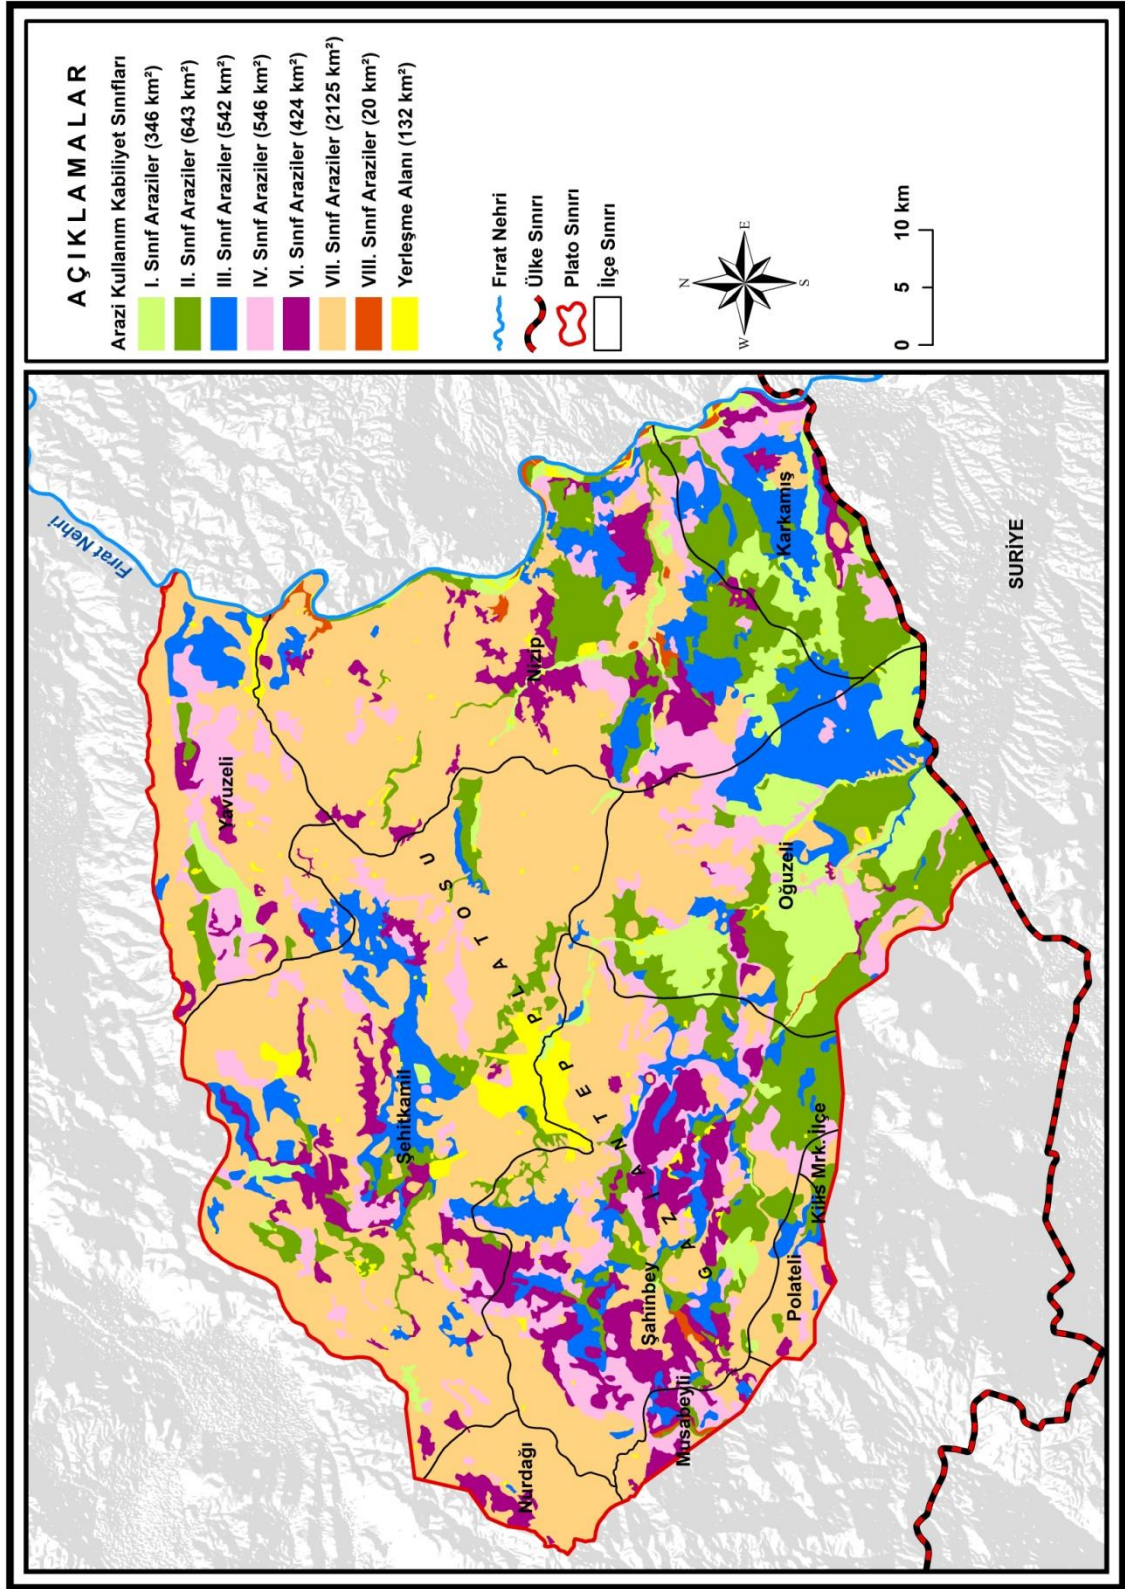 AÇIKLAMALAR
Arazi Kullanım Kabiliyet Sınıfları
I. Sınıf Araziler (346 km²)
II. Sınıf Araziler (643 km²)
III. Sınıf Araziler (542 km²)
IV. Sınıf Araziler (546 km²)
VI. Sınıf Araziler (424 km²)
VII. Sınıf Araziler (2125 km²)
VIII. Sınıf Araziler (20 km²)
Yerleşme Alanı (132 km²)
Fırat Nehri
Ülke Sınırı
Plato Sınırı
İlçe Sınırı
N
W
E
S
0 5 10 km
Fırat Nehri
Yavuzeli
Şehitkamil
Nizip
Nurdağı
GAZİANTEP PLATOSU
Şahinbey
Musabeyli
Oğuzeli
Karkamış
Polateli
Kilis Mrk. İlçe
SURİYE